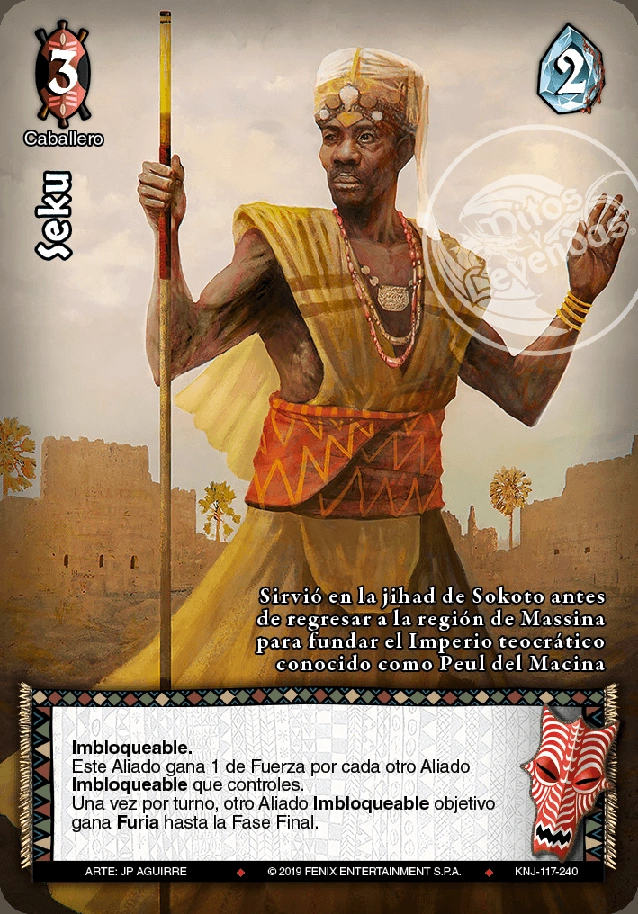 3
Caballero
2
Seku
Mitos
y
Leyendas
Sirvió en la jihad de Sokoto antes
de regresar a la región de Massina
para fundar el Imperio teocrático
conocido como Peul del Macina
Imbloqueable.
Este Aliado gana 1 de Fuerza por cada otro Aliado
Imbloqueable que controles.
Una vez por turno, otro Aliado Imbloqueable objetivo
gana Furia hasta la Fase Final.
ARTE: JP AGUIRRE ♦ © 2019 FENIX ENTERTAINMENT S.P.A. ♦ KNJ-117-240